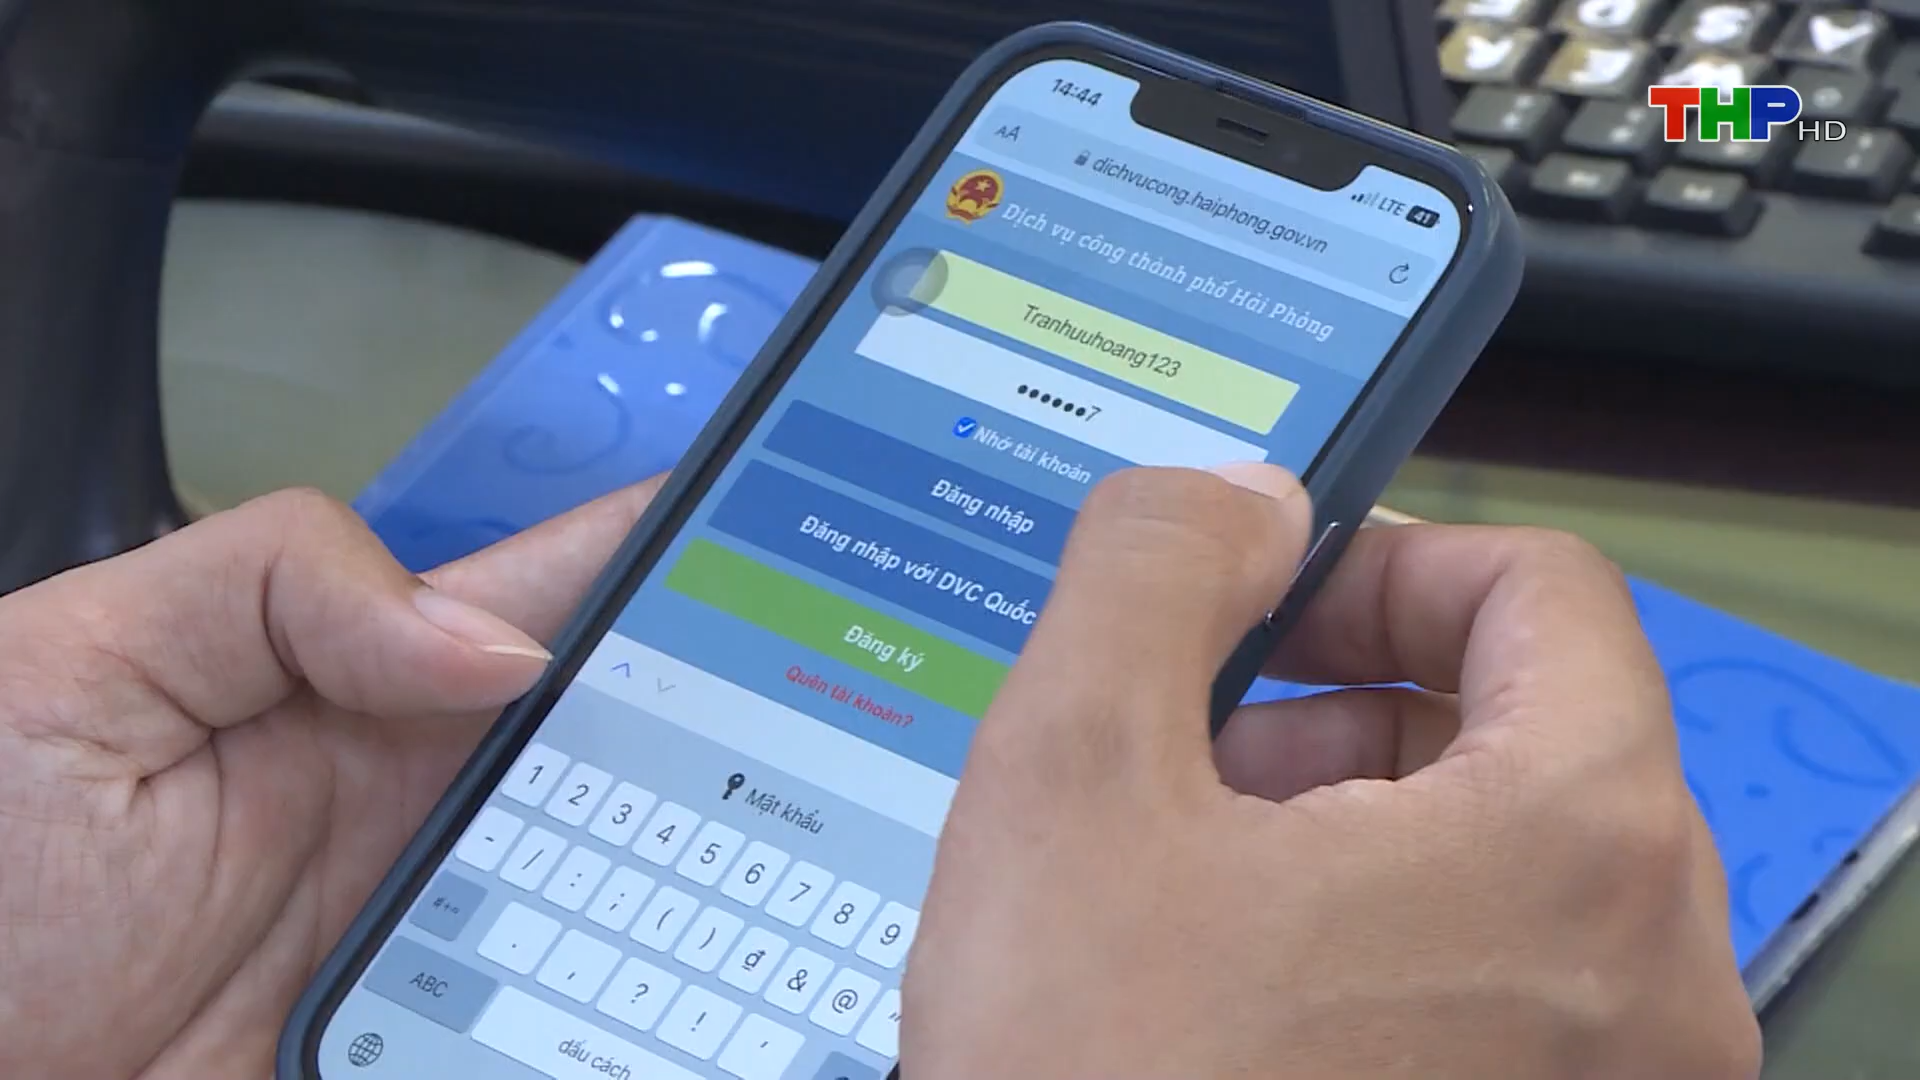 THP HD
14:44
LTE 41
AA dichvucong.haiphong.gov.vn
Dịch vụ công thành phố Hải Phòng
Tranhuuhoang123
••••••7
Nhớ tài khoản
Đăng nhập
Đăng nhập với DVC Quốc
Đăng ký
Quên tài khoản?
Mật khẩu
1 2 3 4 5 6 7 8 9
- / : ; ( ) ₫ & @ "
#+= . , ? ! ’
ABC dấu cách